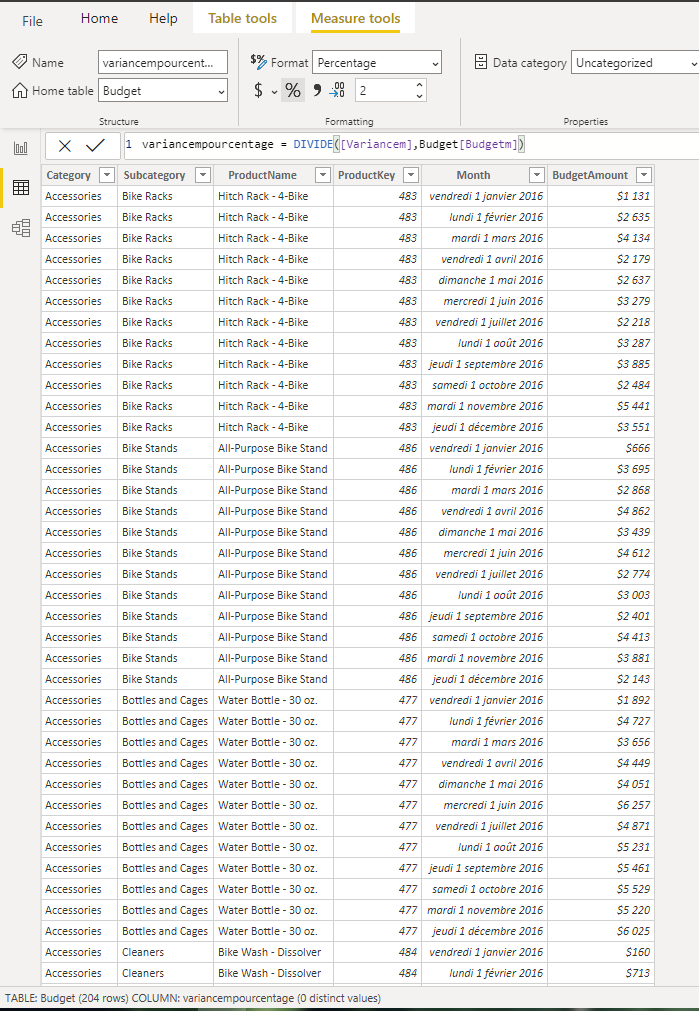 File Home Help Table tools Measure tools
Name variancempourcent... $% Format Percentage Data category Uncategorized
Home table Budget $ % 2
Structure Formatting Properties
1 variancempourcentage = DIVIDE([Variancem],Budget[Budgetm])
Category Subcategory ProductName ProductKey Month BudgetAmount
Accessories Bike Racks Hitch Rack - 4-Bike 483 vendredi 1 janvier 2016 $1 131
Accessories Bike Racks Hitch Rack - 4-Bike 483 lundi 1 février 2016 $2 635
Accessories Bike Racks Hitch Rack - 4-Bike 483 mardi 1 mars 2016 $4 134
Accessories Bike Racks Hitch Rack - 4-Bike 483 vendredi 1 avril 2016 $2 179
Accessories Bike Racks Hitch Rack - 4-Bike 483 dimanche 1 mai 2016 $2 637
Accessories Bike Racks Hitch Rack - 4-Bike 483 mercredi 1 juin 2016 $3 279
Accessories Bike Racks Hitch Rack - 4-Bike 483 vendredi 1 juillet 2016 $2 218
Accessories Bike Racks Hitch Rack - 4-Bike 483 lundi 1 août 2016 $3 287
Accessories Bike Racks Hitch Rack - 4-Bike 483 jeudi 1 septembre 2016 $3 885
Accessories Bike Racks Hitch Rack - 4-Bike 483 samedi 1 octobre 2016 $2 484
Accessories Bike Racks Hitch Rack - 4-Bike 483 mardi 1 novembre 2016 $5 441
Accessories Bike Racks Hitch Rack - 4-Bike 483 jeudi 1 décembre 2016 $3 551
Accessories Bike Stands All-Purpose Bike Stand 486 vendredi 1 janvier 2016 $666
Accessories Bike Stands All-Purpose Bike Stand 486 lundi 1 février 2016 $3 695
Accessories Bike Stands All-Purpose Bike Stand 486 mardi 1 mars 2016 $2 868
Accessories Bike Stands All-Purpose Bike Stand 486 vendredi 1 avril 2016 $4 862
Accessories Bike Stands All-Purpose Bike Stand 486 dimanche 1 mai 2016 $3 439
Accessories Bike Stands All-Purpose Bike Stand 486 mercredi 1 juin 2016 $4 612
Accessories Bike Stands All-Purpose Bike Stand 486 vendredi 1 juillet 2016 $2 774
Accessories Bike Stands All-Purpose Bike Stand 486 lundi 1 août 2016 $3 003
Accessories Bike Stands All-Purpose Bike Stand 486 jeudi 1 septembre 2016 $2 401
Accessories Bike Stands All-Purpose Bike Stand 486 samedi 1 octobre 2016 $4 413
Accessories Bike Stands All-Purpose Bike Stand 486 mardi 1 novembre 2016 $3 881
Accessories Bike Stands All-Purpose Bike Stand 486 jeudi 1 décembre 2016 $2 143
Accessories Bottles and Cages Water Bottle - 30 oz. 477 vendredi 1 janvier 2016 $1 892
Accessories Bottles and Cages Water Bottle - 30 oz. 477 lundi 1 février 2016 $4 727
Accessories Bottles and Cages Water Bottle - 30 oz. 477 mardi 1 mars 2016 $3 656
Accessories Bottles and Cages Water Bottle - 30 oz. 477 vendredi 1 avril 2016 $4 449
Accessories Bottles and Cages Water Bottle - 30 oz. 477 dimanche 1 mai 2016 $4 051
Accessories Bottles and Cages Water Bottle - 30 oz. 477 mercredi 1 juin 2016 $6 257
Accessories Bottles and Cages Water Bottle - 30 oz. 477 vendredi 1 juillet 2016 $4 871
Accessories Bottles and Cages Water Bottle - 30 oz. 477 lundi 1 août 2016 $5 231
Accessories Bottles and Cages Water Bottle - 30 oz. 477 jeudi 1 septembre 2016 $5 461
Accessories Bottles and Cages Water Bottle - 30 oz. 477 samedi 1 octobre 2016 $5 529
Accessories Bottles and Cages Water Bottle - 30 oz. 477 mardi 1 novembre 2016 $5 220
Accessories Bottles and Cages Water Bottle - 30 oz. 477 jeudi 1 décembre 2016 $6 025
Accessories Cleaners Bike Wash - Dissolver 484 vendredi 1 janvier 2016 $160
Accessories Cleaners Bike Wash - Dissolver 484 lundi 1 février 2016 $713
TABLE: Budget (204 rows) COLUMN: variancempourcentage (0 distinct values)